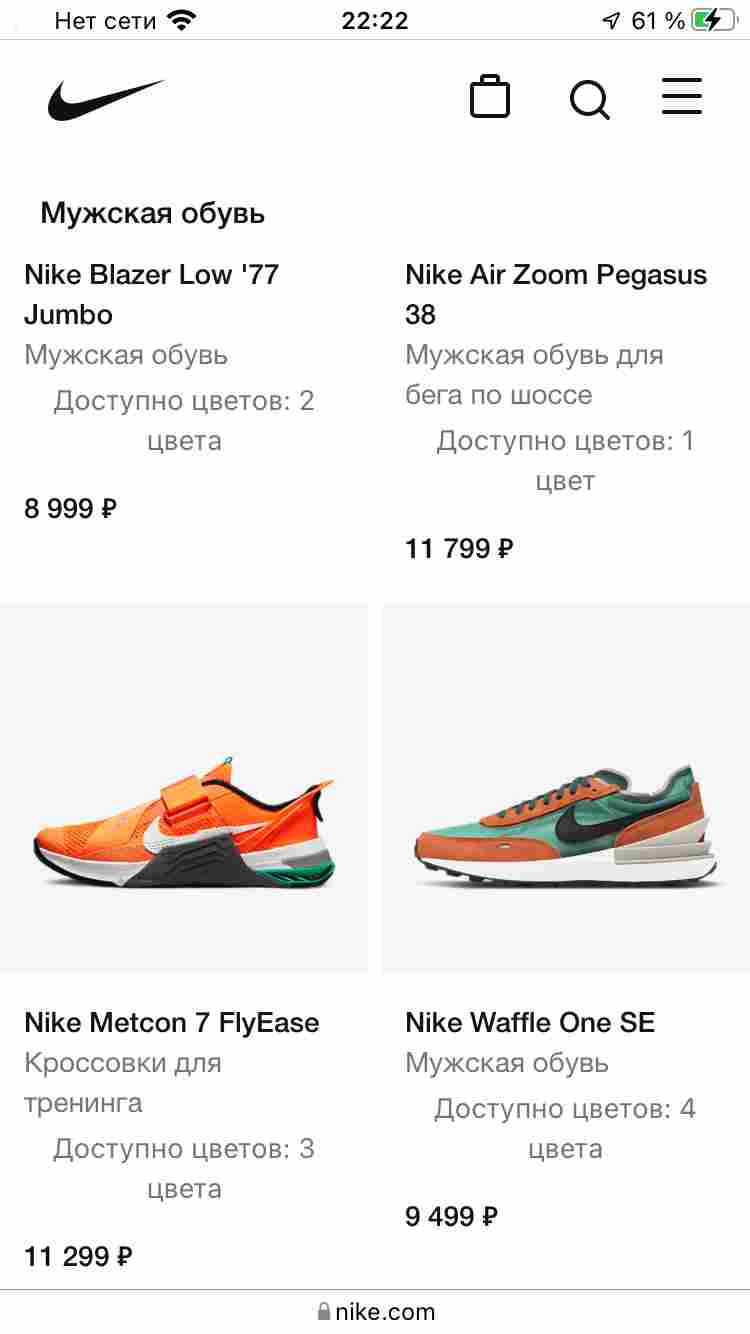 Нет сети 22:22 61 %
Мужская обувь
Nike Blazer Low '77
Jumbo
Мужская обувь
Доступно цветов: 2
цвета
8 999 ₽
Nike Air Zoom Pegasus
38
Мужская обувь для
бега по шоссе
Доступно цветов: 1
цвет
11 799 ₽
Nike Metcon 7 FlyEase
Кроссовки для
тренинга
Доступно цветов: 3
цвета
11 299 ₽
Nike Waffle One SE
Мужская обувь
Доступно цветов: 4
цвета
9 499 ₽
nike.com